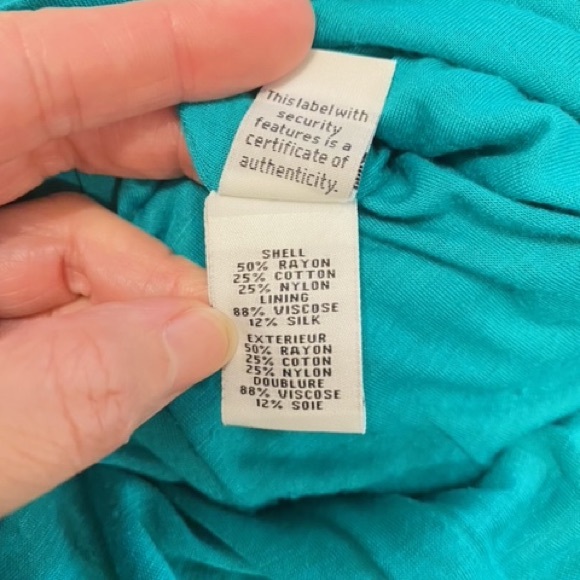 This label with
security
features is a
certificate of
authenticity.
SHELL
50% RAYON
25% COTTON
25% NYLON
LINING
88% VISCOSE
12% SILK
EXTERIEUR
50% RAYON
25% COTON
25% NYLON
DOUBLURE
88% VISCOSE
12% SOIE